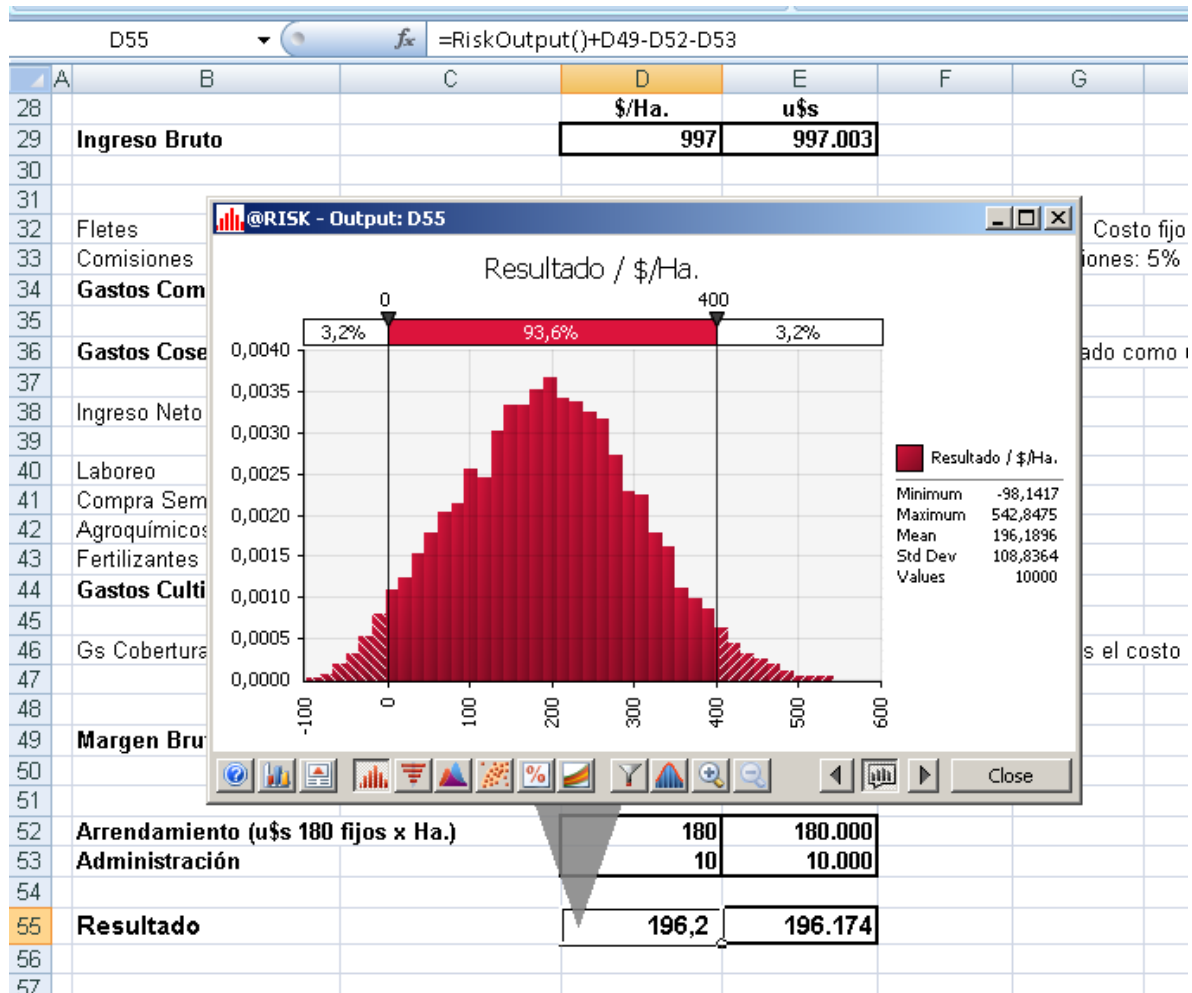 D55 fx =RiskOutput()+D49-D52-D53
A B C D E F G
28 $/Ha. u$s
29 Ingreso Bruto 997 997.003
30
31
@RISK - Output: D55
32 Fletes Costo fijo
33 Comisiones iones: 5%
34 Gastos Com
35
36 Gastos Cose ado como
37
38 Ingreso Neto
39
40 Laboreo
41 Compra Sem
42 Agroquímicos
43 Fertilizantes
44 Gastos Culti
45
46 Gs Cobertura s el costo
47
48
49 Margen Bru
50
51
Resultado / $/Ha.
0 400
3,2% 93,6% 3,2%
0,0040
0,0035
0,0030
0,0025
0,0020
0,0015
0,0010
0,0005
0,0000
-100 0 100 200 300 400 500 600
Resultado / $/Ha.
Minimum -98,1417
Maximum 542,8475
Mean 196,1896
Std Dev 108,8364
Values 10000
Close
52 Arrendamiento (u$s 180 fijos x Ha.) 180 180.000
53 Administración 10 10.000
54
55 Resultado 196,2 196.174
56
57